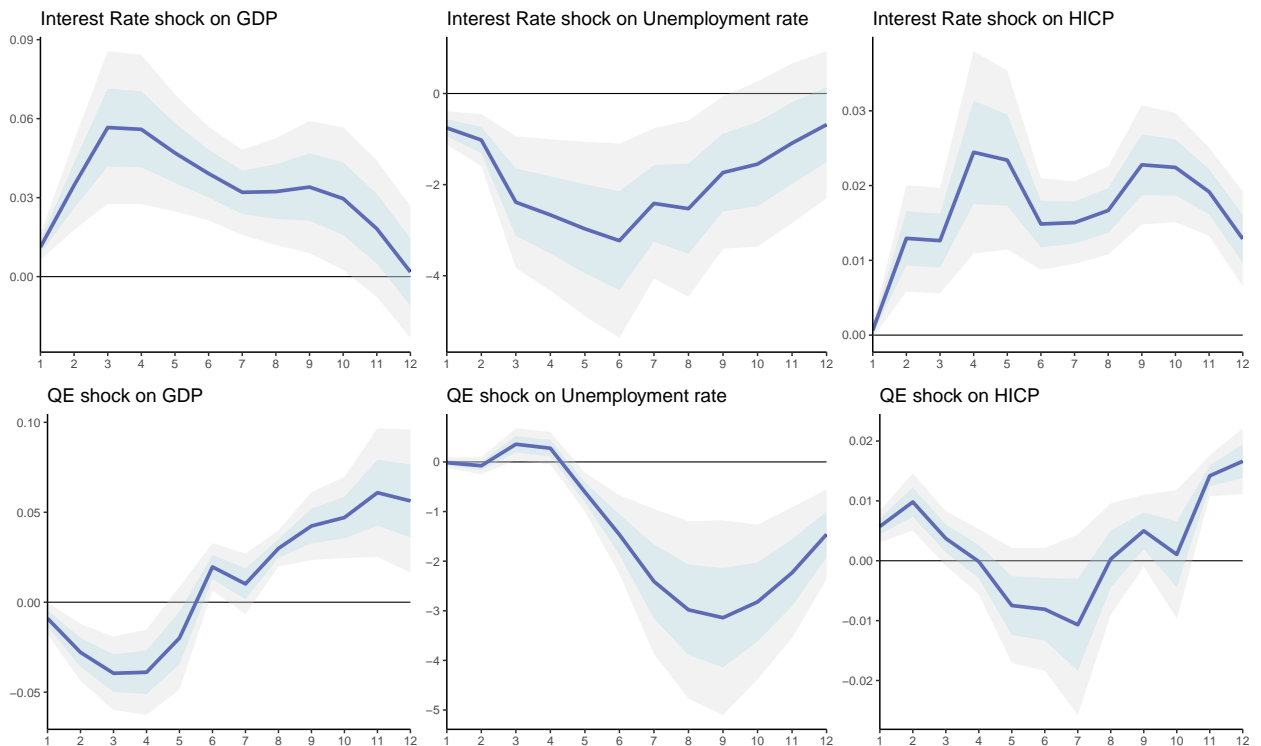 Interest Rate shock on GDP
0.09
0.06
0.03
0.00
1 2 3 4 5 6 7 8 9 10 11 12
Interest Rate shock on Unemployment rate
0
−2
−4
1 2 3 4 5 6 7 8 9 10 11 12
Interest Rate shock on HICP
0.03
0.02
0.01
0.00
1 2 3 4 5 6 7 8 9 10 11 12
QE shock on GDP
0.10
0.05
0.00
−0.05
1 2 3 4 5 6 7 8 9 10 11 12
QE shock on Unemployment rate
0
−1
−2
−3
−4
−5
1 2 3 4 5 6 7 8 9 10 11 12
QE shock on HICP
0.02
0.01
0.00
−0.01
−0.02
1 2 3 4 5 6 7 8 9 10 11 12